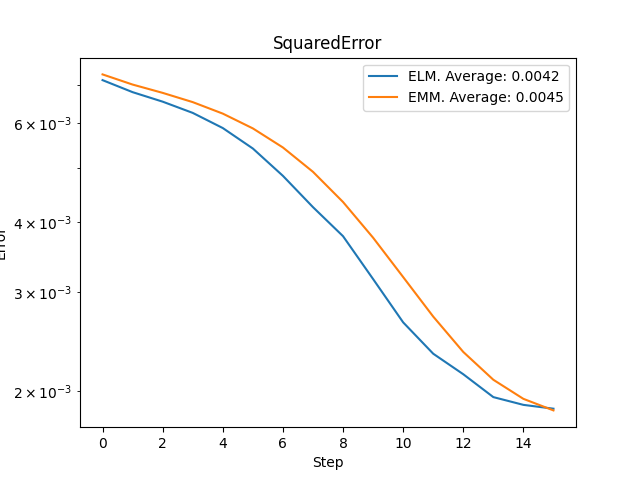 SquaredError
ELM. Average: 0.0042
EMM. Average: 0.0045
6 × 10⁻³
4 × 10⁻³
3 × 10⁻³
2 × 10⁻³
Error
0 2 4 6 8 10 12 14
Step